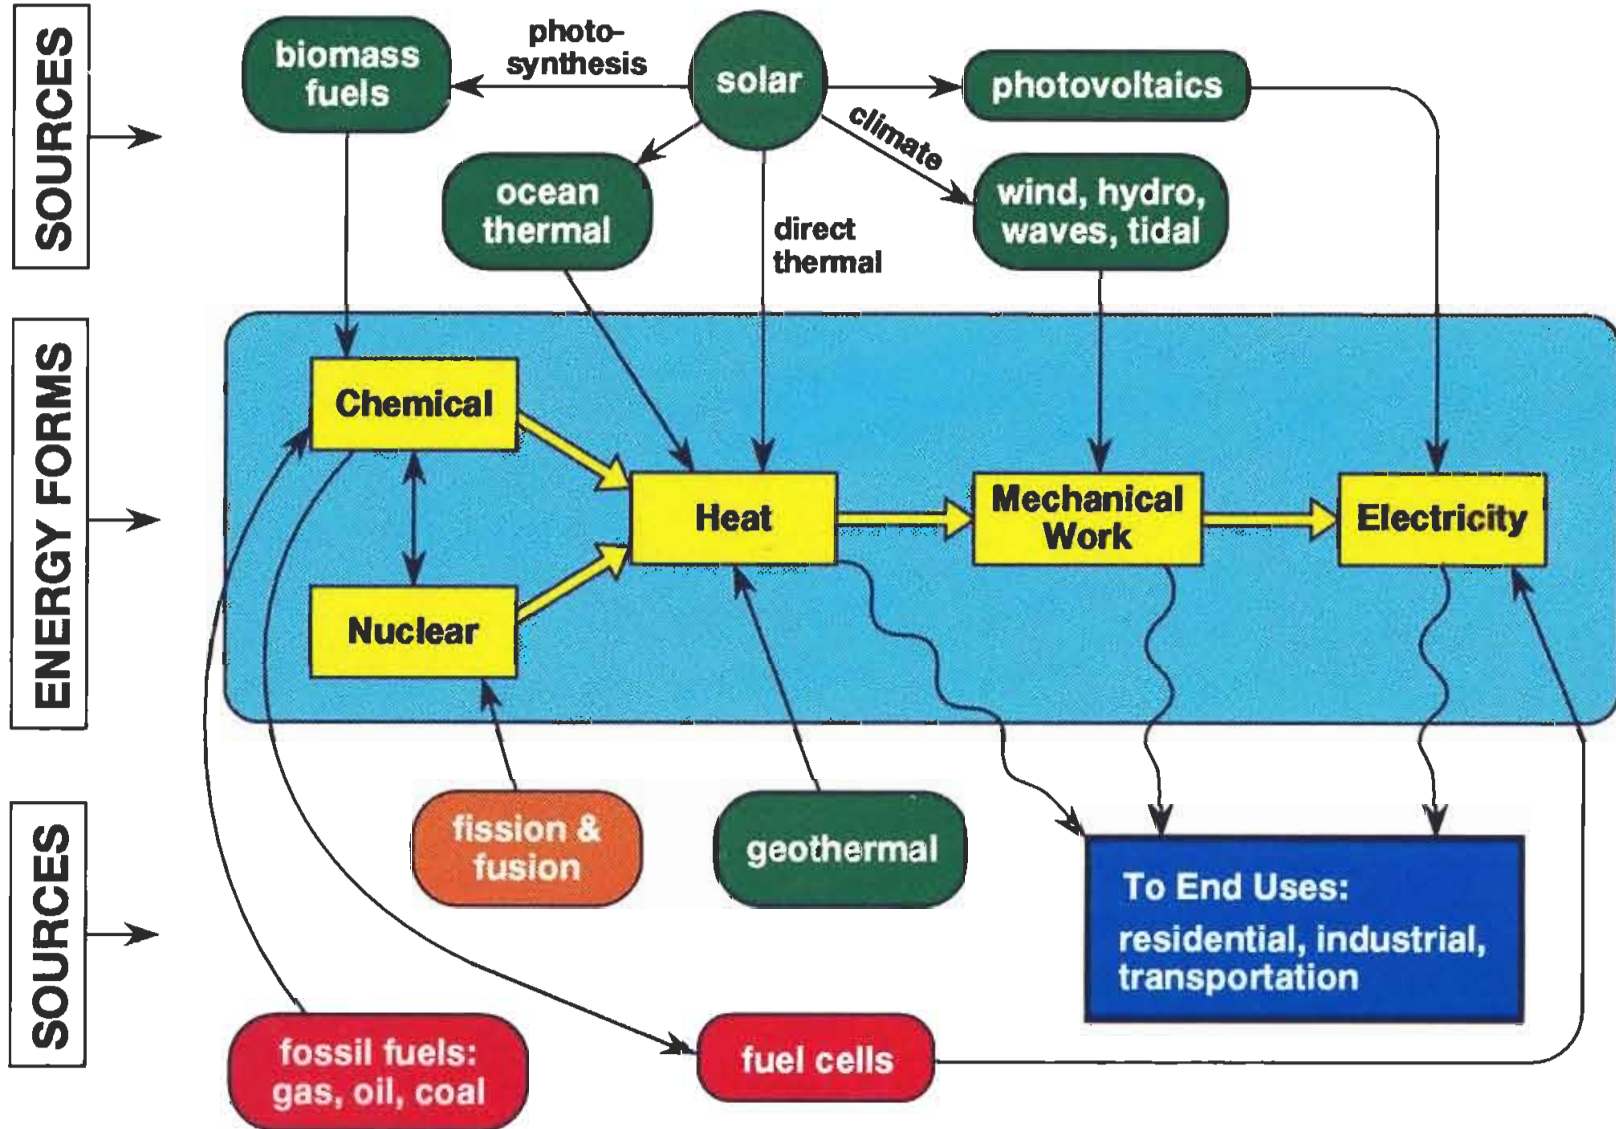 SOURCES
biomass
fuels
photo-
synthesis
solar
photovoltaics
climate
ocean
thermal
direct
thermal
wind, hydro,
waves, tidal
ENERGY FORMS
Chemical
Heat
Mechanical
Work
Electricity
Nuclear
SOURCES
fission &
fusion
geothermal
To End Uses:
residential, industrial,
transportation
fossil fuels:
gas, oil, coal
fuel cells